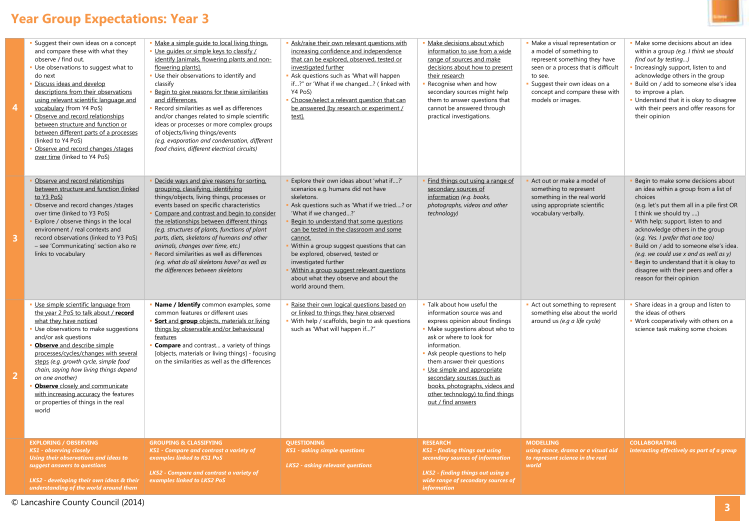 Year Group Expectations: Year 3
4
• Suggest their own ideas on a concept
and compare these with what they
observe / find out.
• Use observations to suggest what to
do next
• Discuss ideas and develop
descriptions from their observations
using relevant scientific language and
vocabulary (from Y4 PoS)
• Observe and record relationships
between structure and function or
between different parts of a processes
(linked to Y4 PoS)
• Observe and record changes /stages
over time (linked to Y4 PoS)
• Make a simple guide to local living things.
• Use guides or simple keys to classify /
identify [animals, flowering plants and non-
flowering plants].
• Use their observations to identify and
classify
• Begin to give reasons for these similarities
and differences
• Record similarities as well as differences
and/or changes related to simple scientific
ideas or processes or more complex groups
of objects/living things/events
(e.g. evaporation and condensation, different
food chains, different electrical circuits)
• Ask/raise their own relevant questions with
increasing confidence and independence
that can be explored, observed, tested or
investigated further
• Ask questions such as 'What will happen
if...?' or 'What if we changed...? ( linked with
Y4 PoS)
• Choose/select a relevant question that can
be answered [by research or experiment /
test].
• Make decisions about which
information to use from a wide
range of sources and make
decisions about how to present
their research
• Recognise when and how
secondary sources might help
them to answer questions that
cannot be answered through
practical investigations.
• Make a visual representation or
a model of something to
represent something they have
seen or a process that is difficult
to see.
• Suggest their own ideas on a
concept and compare these with
models or images.
• Make some decisions about an idea
within a group (e.g. I think we should
find out by testing...)
• Increasingly support, listen to and
acknowledge others in the group
• Build on / add to someone else's idea
to improve a plan.
• Understand that it is okay to disagree
with their peers and offer reasons for
their opinion.
3
• Observe and record relationships
between structure and function (linked
to Y3 PoS)
• Observe and record changes /stages
over time (linked to Y3 PoS)
• Explore / observe things in the local
environment / real contexts and
record observations (linked to Y3 PoS)
– see 'Communicating' section also re
links to vocabulary
• Decide ways and give reasons for sorting,
grouping, classifying, identifying
things/objects, living things, processes or
events based on specific characteristics
• Compare and contrast and begin to consider
the relationships between different things
(e.g. structures of plants, functions of plant
parts, diets, skeletons of humans and other
animals, changes over time, etc.)
• Record similarities as well as differences
(e.g. what do all skeletons have? as well as
the differences between skeletons
• Explore their own ideas about 'what if....?'
scenarios e.g. humans did not have
skeletons.
• Ask questions such as 'What if we tried...? or
'What if we changed...?'
• Begin to understand that some questions
can be tested in the classroom and some
cannot.
• Within a group suggest questions that can
be explored, observed, tested or
investigated further
• Within a group suggest relevant questions
about what they observe and about the
world around them.
• Find things out using a range of
secondary sources of
information (e.g. books,
photographs, videos and other
technology)
• Act out or make a model of
something to represent
something in the real world
using appropriate scientific
vocabulary verbally.
• Begin to make some decisions about
an idea within a group from a list of
choices
(e.g. let's put them all in a pile first OR
I think we should try ....)
• With help; support, listen to and
acknowledge others in the group
(e.g. Yes. I prefer that one too)
• Build on / add to someone else's idea.
(e.g. we could use x and as well as y)
• Begin to understand that it is okay to
disagree with their peers and offer a
reason for their opinion
2
• Use simple scientific language from
the year 2 PoS to talk about / record
what they have noticed
• Use observations to make suggestions
and/or ask questions
• Observe and describe simple
processes/cycles/changes with several
steps (e.g. growth cycle, simple food
chain, saying how living things depend
on one another)
• Observe closely and communicate
with increasing accuracy the features
or properties of things in the real
world
• Name / Identify common examples, some
common features or different uses
• Sort and group objects, materials or living
things by observable and/or behavioural
features
• Compare and contrast... a variety of things
[objects, materials or living things] - focusing
on the similarities as well as the differences
• Raise their own logical questions based on
or linked to things they have observed
• With help / scaffolds, begin to ask questions
such as 'What will happen if...?'
• Talk about how useful the
information source was and
express opinion about findings
• Make suggestions about who to
ask or where to look for
information.
• Ask people questions to help
them answer their questions
• Use simple and appropriate
secondary sources (such as
books, photographs, videos and
other technology) to find things
out / find answers
• Act out something to represent
something else about the world
around us (e.g a life cycle)
• Share ideas in a group and listen to
the ideas of others
• Work cooperatively with others on a
science task making some choices
EXPLORING / OBSERVING
KS1 - observing closely
Using their observations and ideas to
suggest answers to questions
LKS2 - developing their own ideas & their
understanding of the world around them
GROUPING & CLASSIFYING
KS1 - Compare and contrast a variety of
examples linked to KS1 PoS
LKS2 - Compare and contrast a variety of
examples linked to LKS2 PoS
QUESTIONING
KS1 - asking simple questions
LKS2 - asking relevant questions
RESEARCH
KS1 - finding things out using
secondary sources of information
LKS2 - finding things out using a
wide range of secondary sources of
information
MODELLING
using dance, drama or a visual aid
to represent science in the real
world
COLLABORATING
Interacting effectively as part of a group
© Lancashire County Council (2014)
3